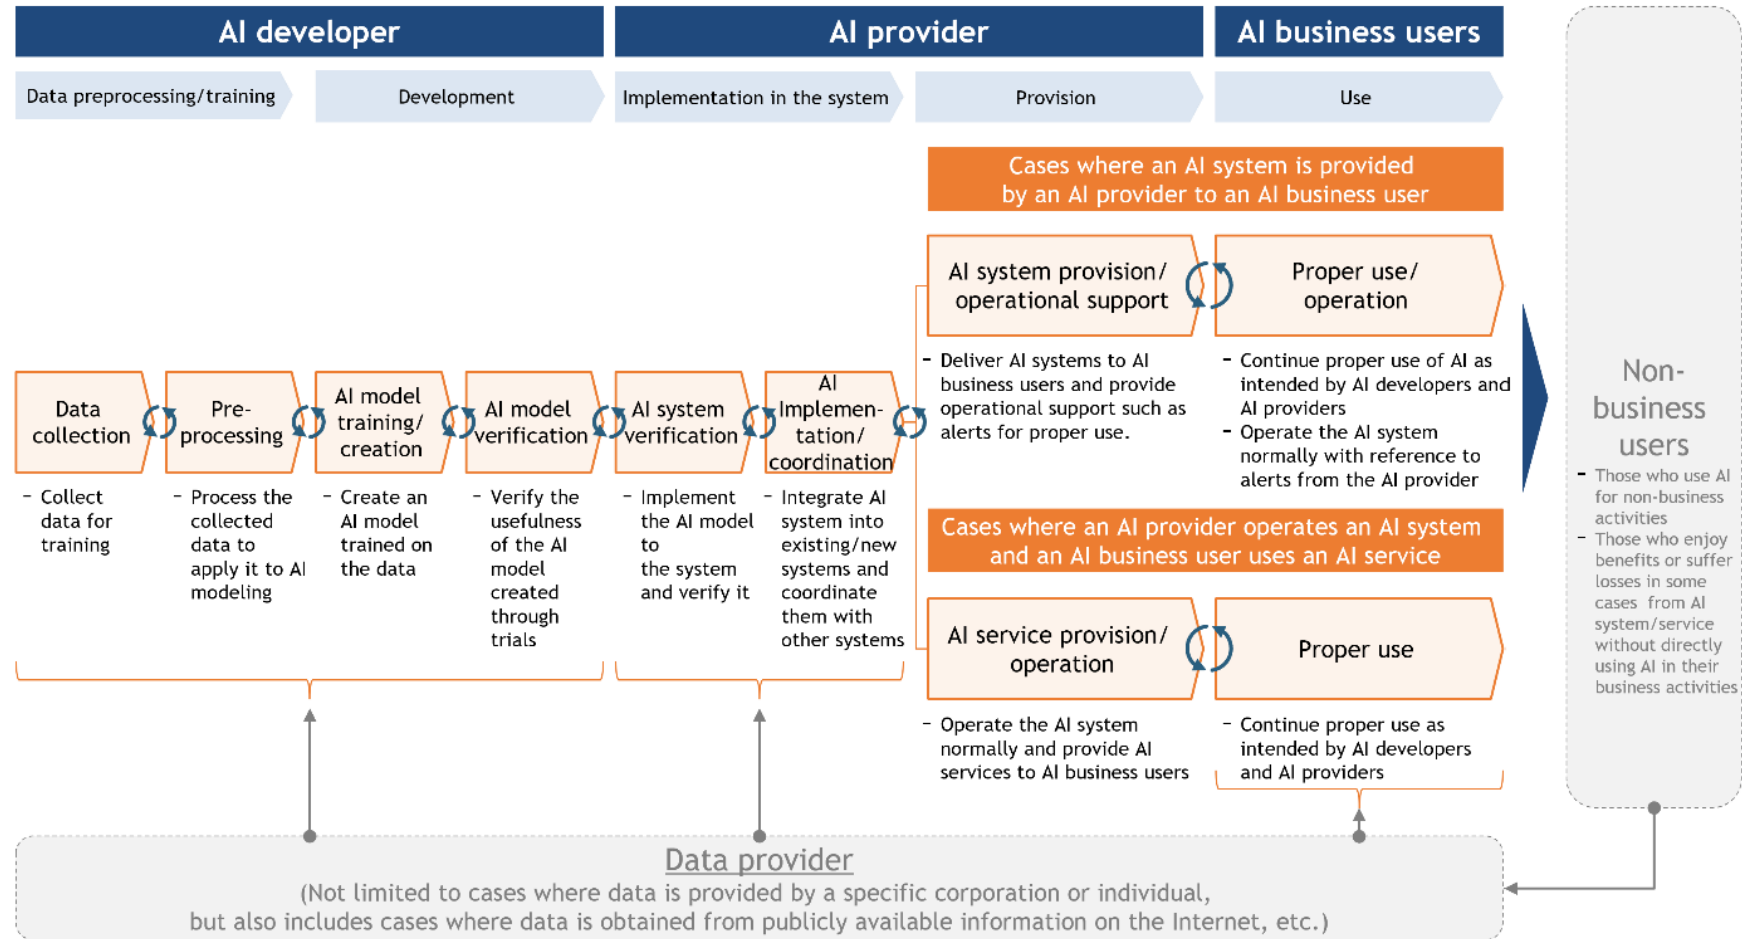 AI developer
AI provider
AI business users
Data preprocessing/training
Development
Implementation in the system
Provision
Use
Cases where an AI system is provided
by an AI provider to an AI business user
AI system provision/
operational support
Proper use/
operation
- Deliver AI systems to AI
business users and provide
operational support such as
alerts for proper use.
- Continue proper use of AI as
intended by AI developers and
AI providers
- Operate the AI system
normally with reference to
alerts from the AI provider
Data
collection
Pre-
processing
AI model
training/
creation
AI model
verification
AI system
verification
AI
Implemen-
tation/
coordination
- Collect
data for
training
- Process the
collected
data to
apply it to AI
modeling
- Create an
AI model
trained on
the data
- Verify the
usefulness
of the AI
model
created
through
trials
- Implement
the AI model
to
the system
and verify it
- Integrate AI
system into
existing/new
systems and
coordinate
them with
other systems
Cases where an AI provider operates an AI system
and an AI business user uses an AI service
AI service provision/
operation
Proper use
- Operate the AI system
normally and provide AI
services to AI business users
- Continue proper use as
intended by AI developers
and AI providers
Non-
business
users
- Those who use AI
for non-business
activities
- Those who enjoy
benefits or suffer
losses in some
cases from AI
system/service
without directly
using AI in their
business activities
Data provider
(Not limited to cases where data is provided by a specific corporation or individual,
but also includes cases where data is obtained from publicly available information on the Internet, etc.)